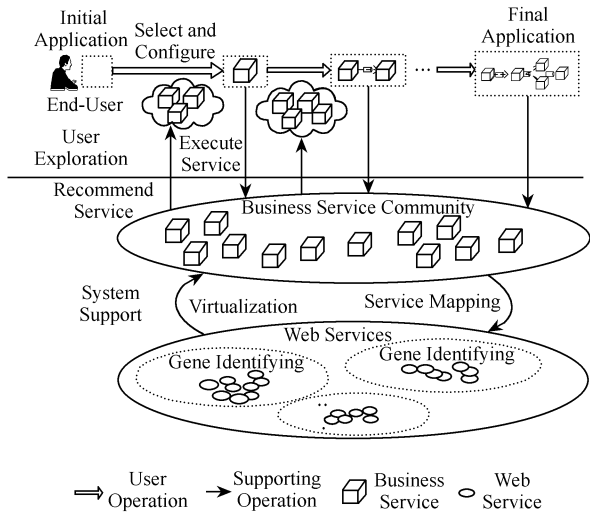 Initial
Application
Select and
Configure
Final
Application
...
End-User
User
Exploration
Execute
Service
Recommend
Service
Business Service Community
System
Support
Virtualization
Service Mapping
Web Services
Gene Identifying
Gene Identifying
User
Operation
Supporting
Operation
Business
Service
Web
Service